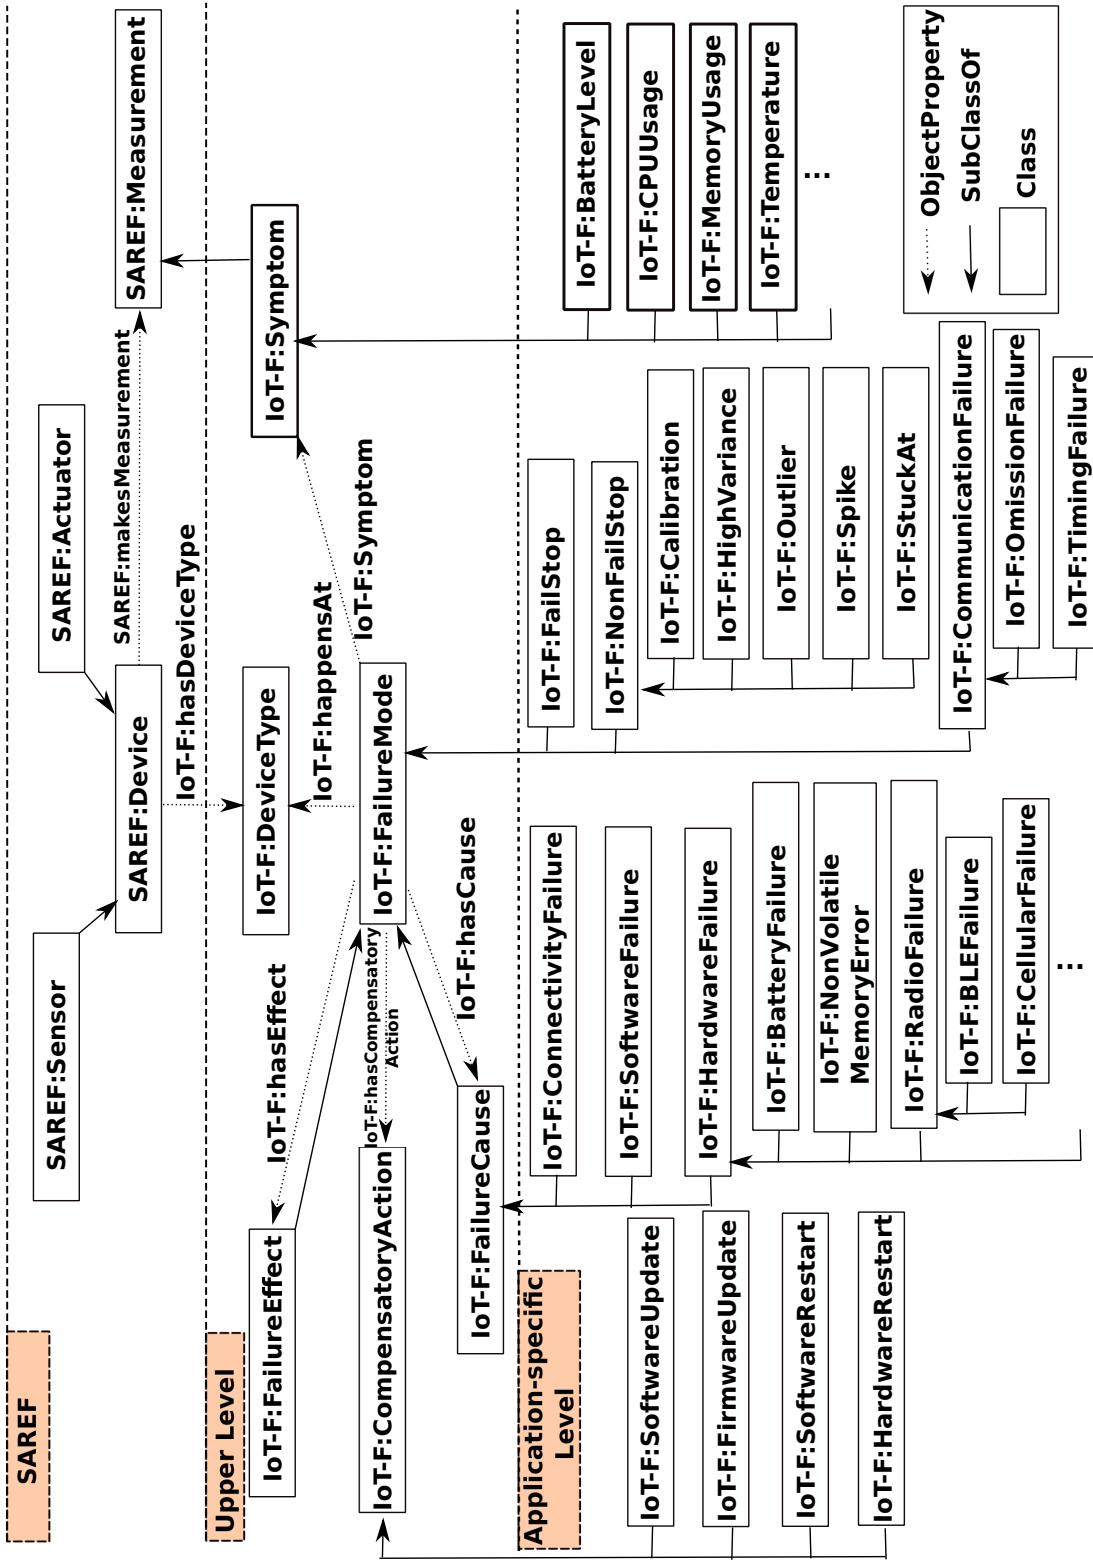 SAREF
SAREF:Sensor
SAREF:Actuator
SAREF:Device
SAREF:makesMeasurement
SAREF:Measurement
IoT-F:hasDeviceType
Upper Level
IoT-F:FailureEffect
IoT-F:hasEffect
IoT-F:DeviceType
IoT-F:happensAt
IoT-F:Symptom
IoT-F:Symptom
IoT-F:CompensatoryAction
IoT-F:hasCompensatory
Action
IoT-F:FailureMode
IoT-F:hasCause
IoT-F:FailureCause
Application-specific
Level
IoT-F:SoftwareUpdate
IoT-F:FirmwareUpdate
IoT-F:SoftwareRestart
IoT-F:HardwareRestart
IoT-F:ConnectivityFailure
IoT-F:SoftwareFailure
IoT-F:HardwareFailure
IoT-F:BatteryFailure
IoT-F:NonVolatile
MemoryError
IoT-F:RadioFailure
IoT-F:BLEFailure
IoT-F:CellularFailure
...
IoT-F:FailStop
IoT-F:NonFailStop
IoT-F:Calibration
IoT-F:HighVariance
IoT-F:Outlier
IoT-F:Spike
IoT-F:StuckAt
IoT-F:CommunicationFailure
IoT-F:OmissionFailure
IoT-F:TimingFailure
IoT-F:BatteryLevel
IoT-F:CPUUsage
IoT-F:MemoryUsage
IoT-F:Temperature
...
ObjectProperty
SubClassOf
Class